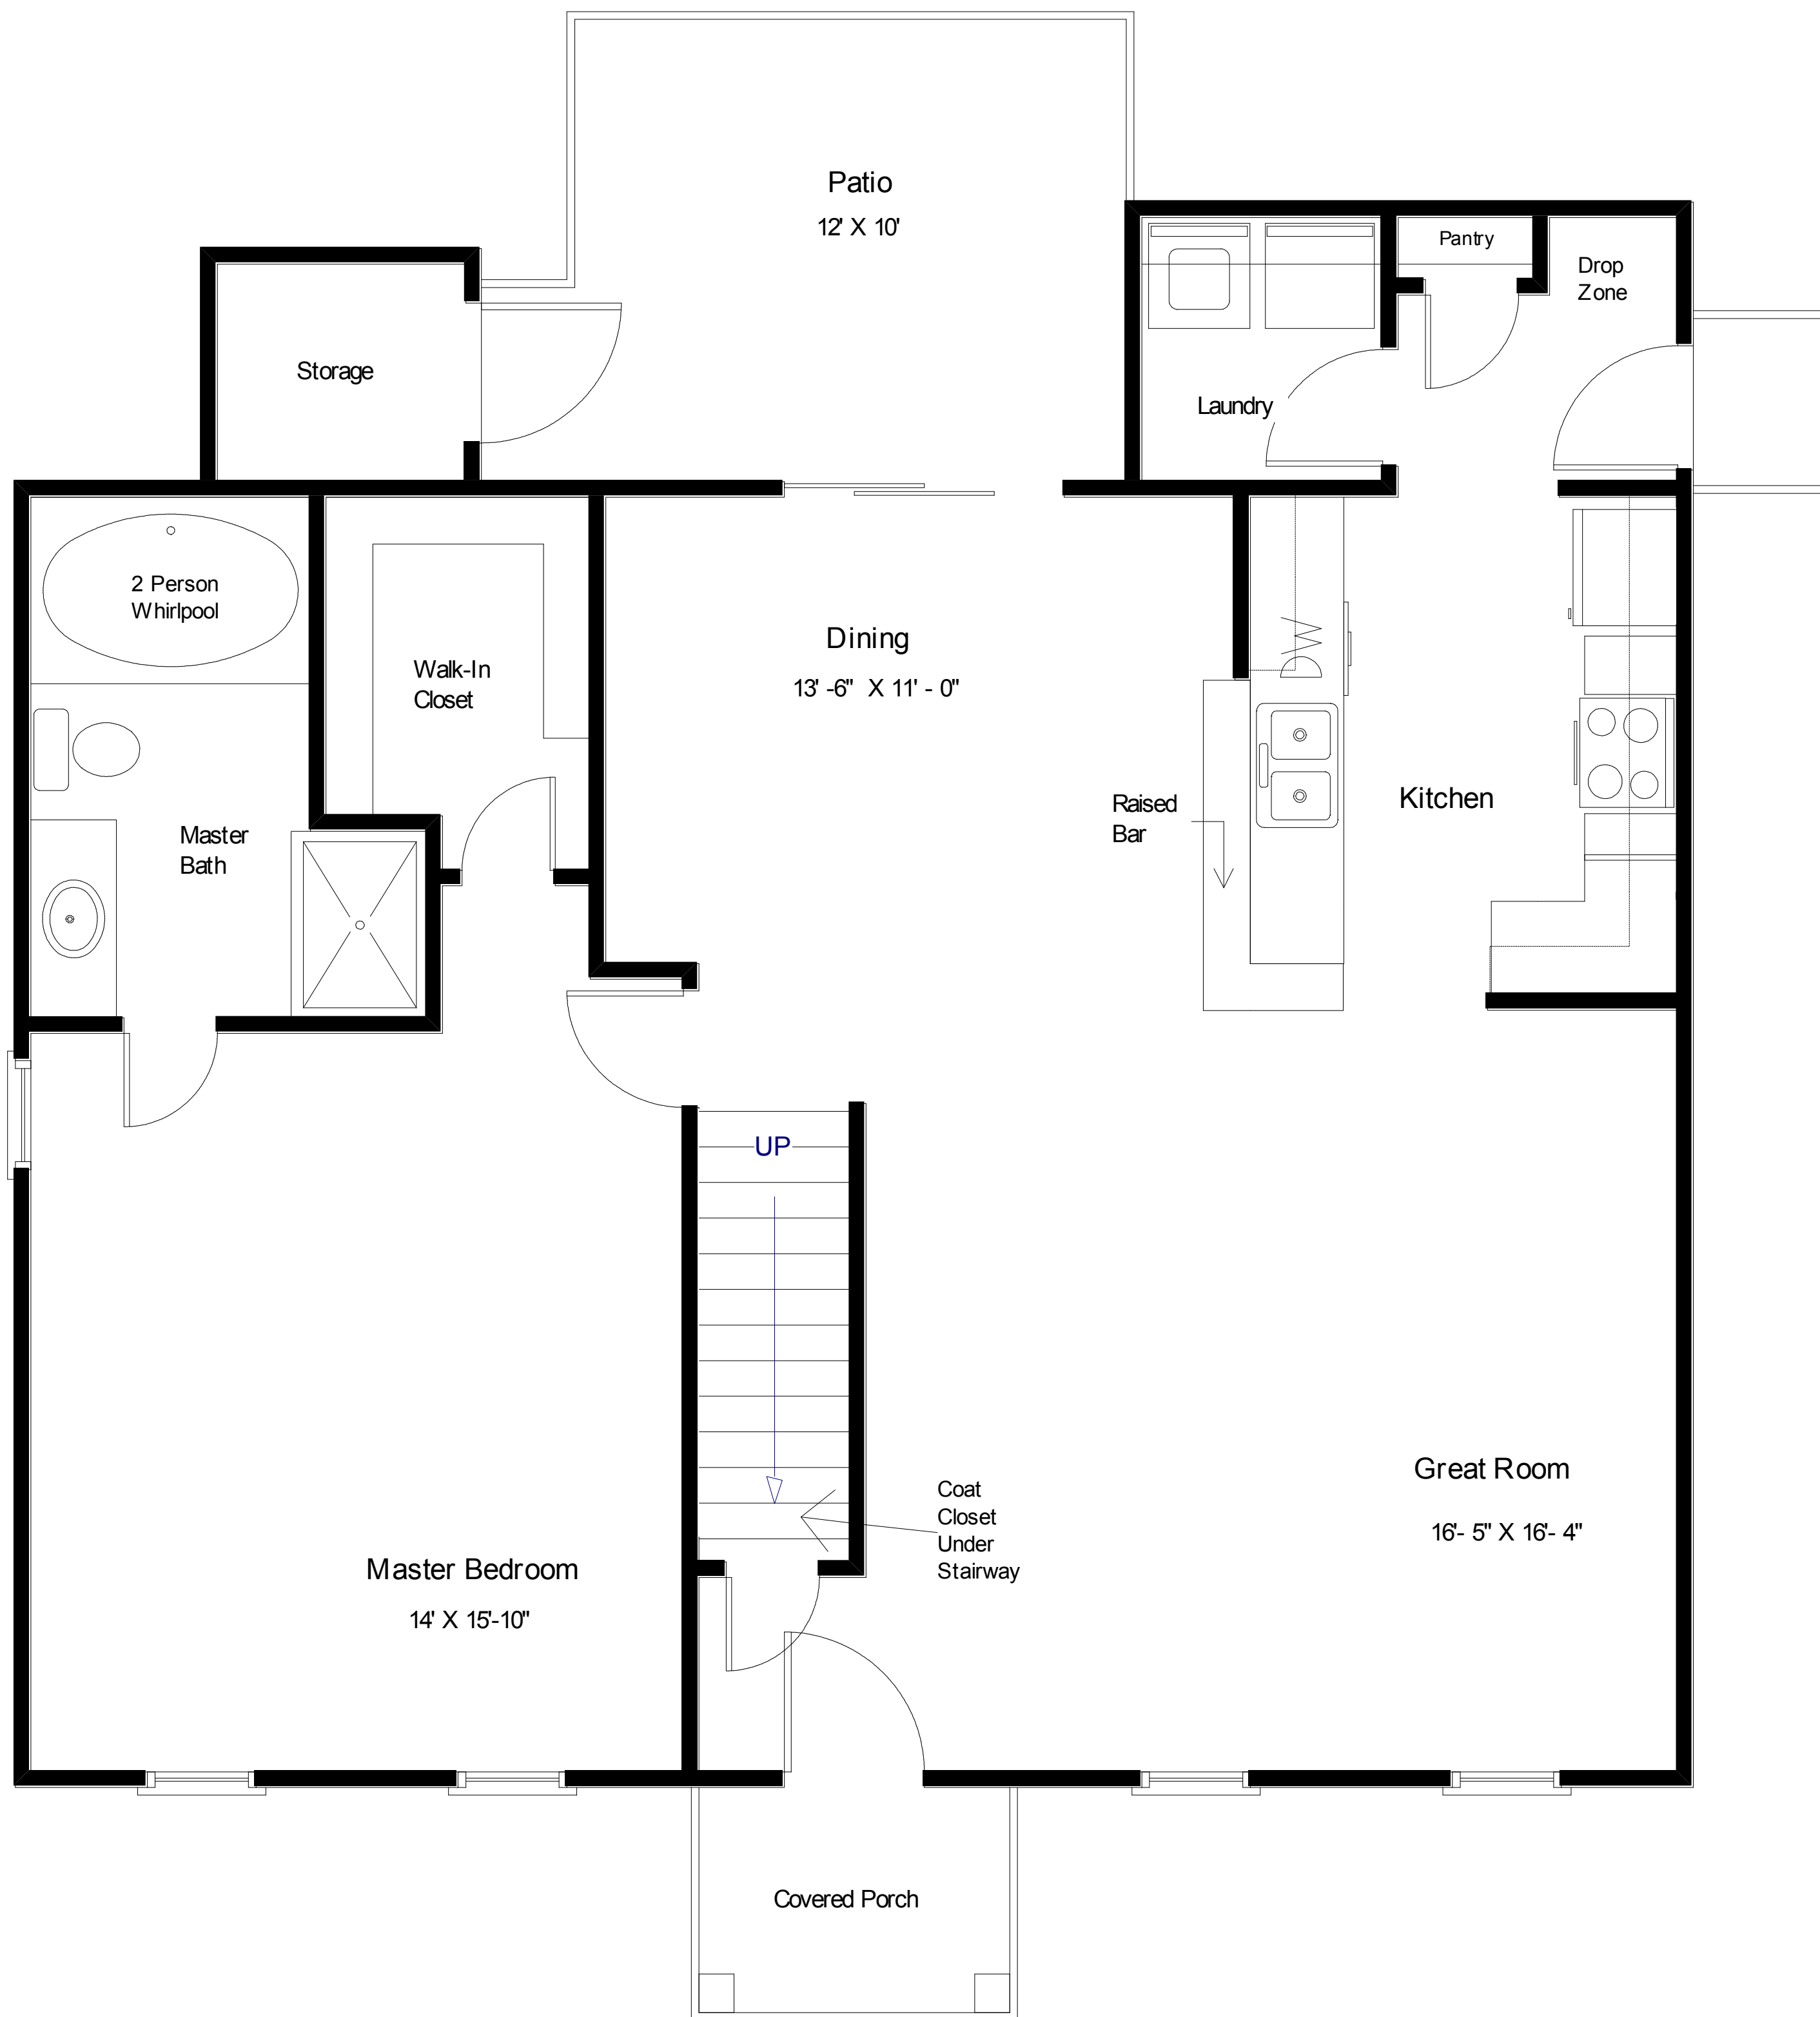 Patio
12' X 10'
Pantry
Drop
Zone
Storage
Laundry
2 Person
Whirlpool
Walk-In
Closet
Dining
13' -6"  X 11' - 0"
Raised
Bar
Kitchen
Master
Bath
UP
Great Room
16'- 5" X 16'- 4"
Coat
Closet
Under
Stairway
Master Bedroom
14' X 15'-10"
Covered Porch